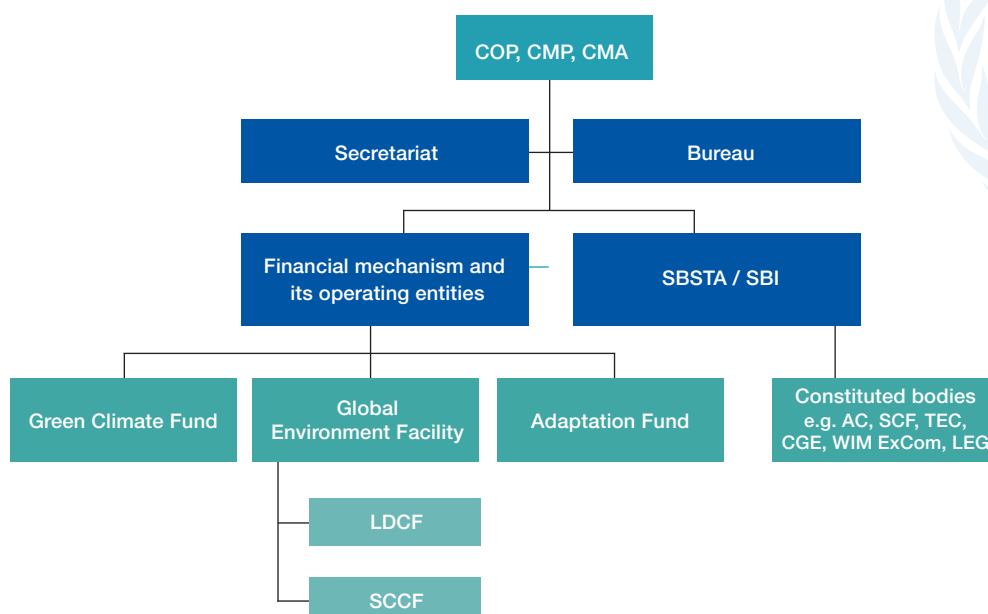 COP, CMP, CMA
Secretariat
Bureau
Financial mechanism and
its operating entities
SBSTA / SBI
Green Climate Fund
Global
Environment Facility
Adaptation Fund
Constituted bodies
e.g. AC, SCF, TEC,
CGE, WIM ExCom, LEG
LDCF
SCCF